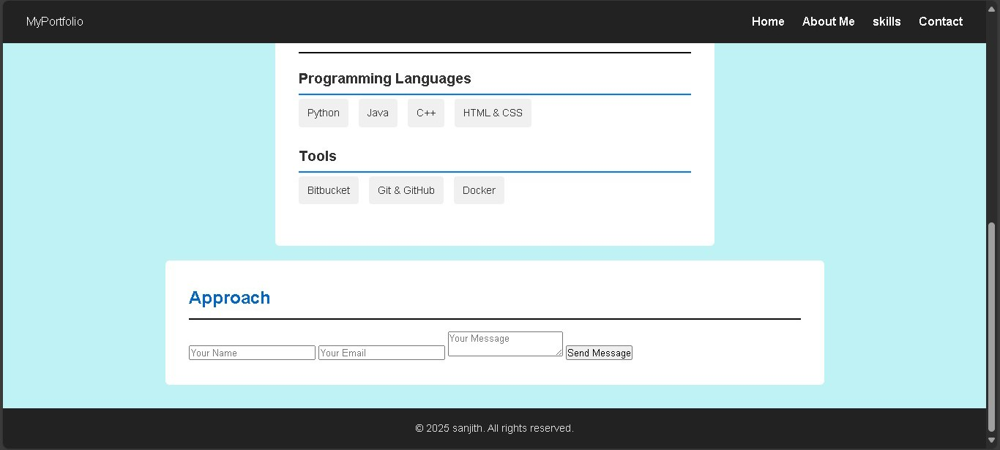 MyPortfolio Home About Me skills Contact
Programming Languages
Python Java C++ HTML & CSS
Tools
Bitbucket Git & GitHub Docker
Approach
Your Name Your Email Your Message Send Message
© 2025 sanjith. All rights reserved.